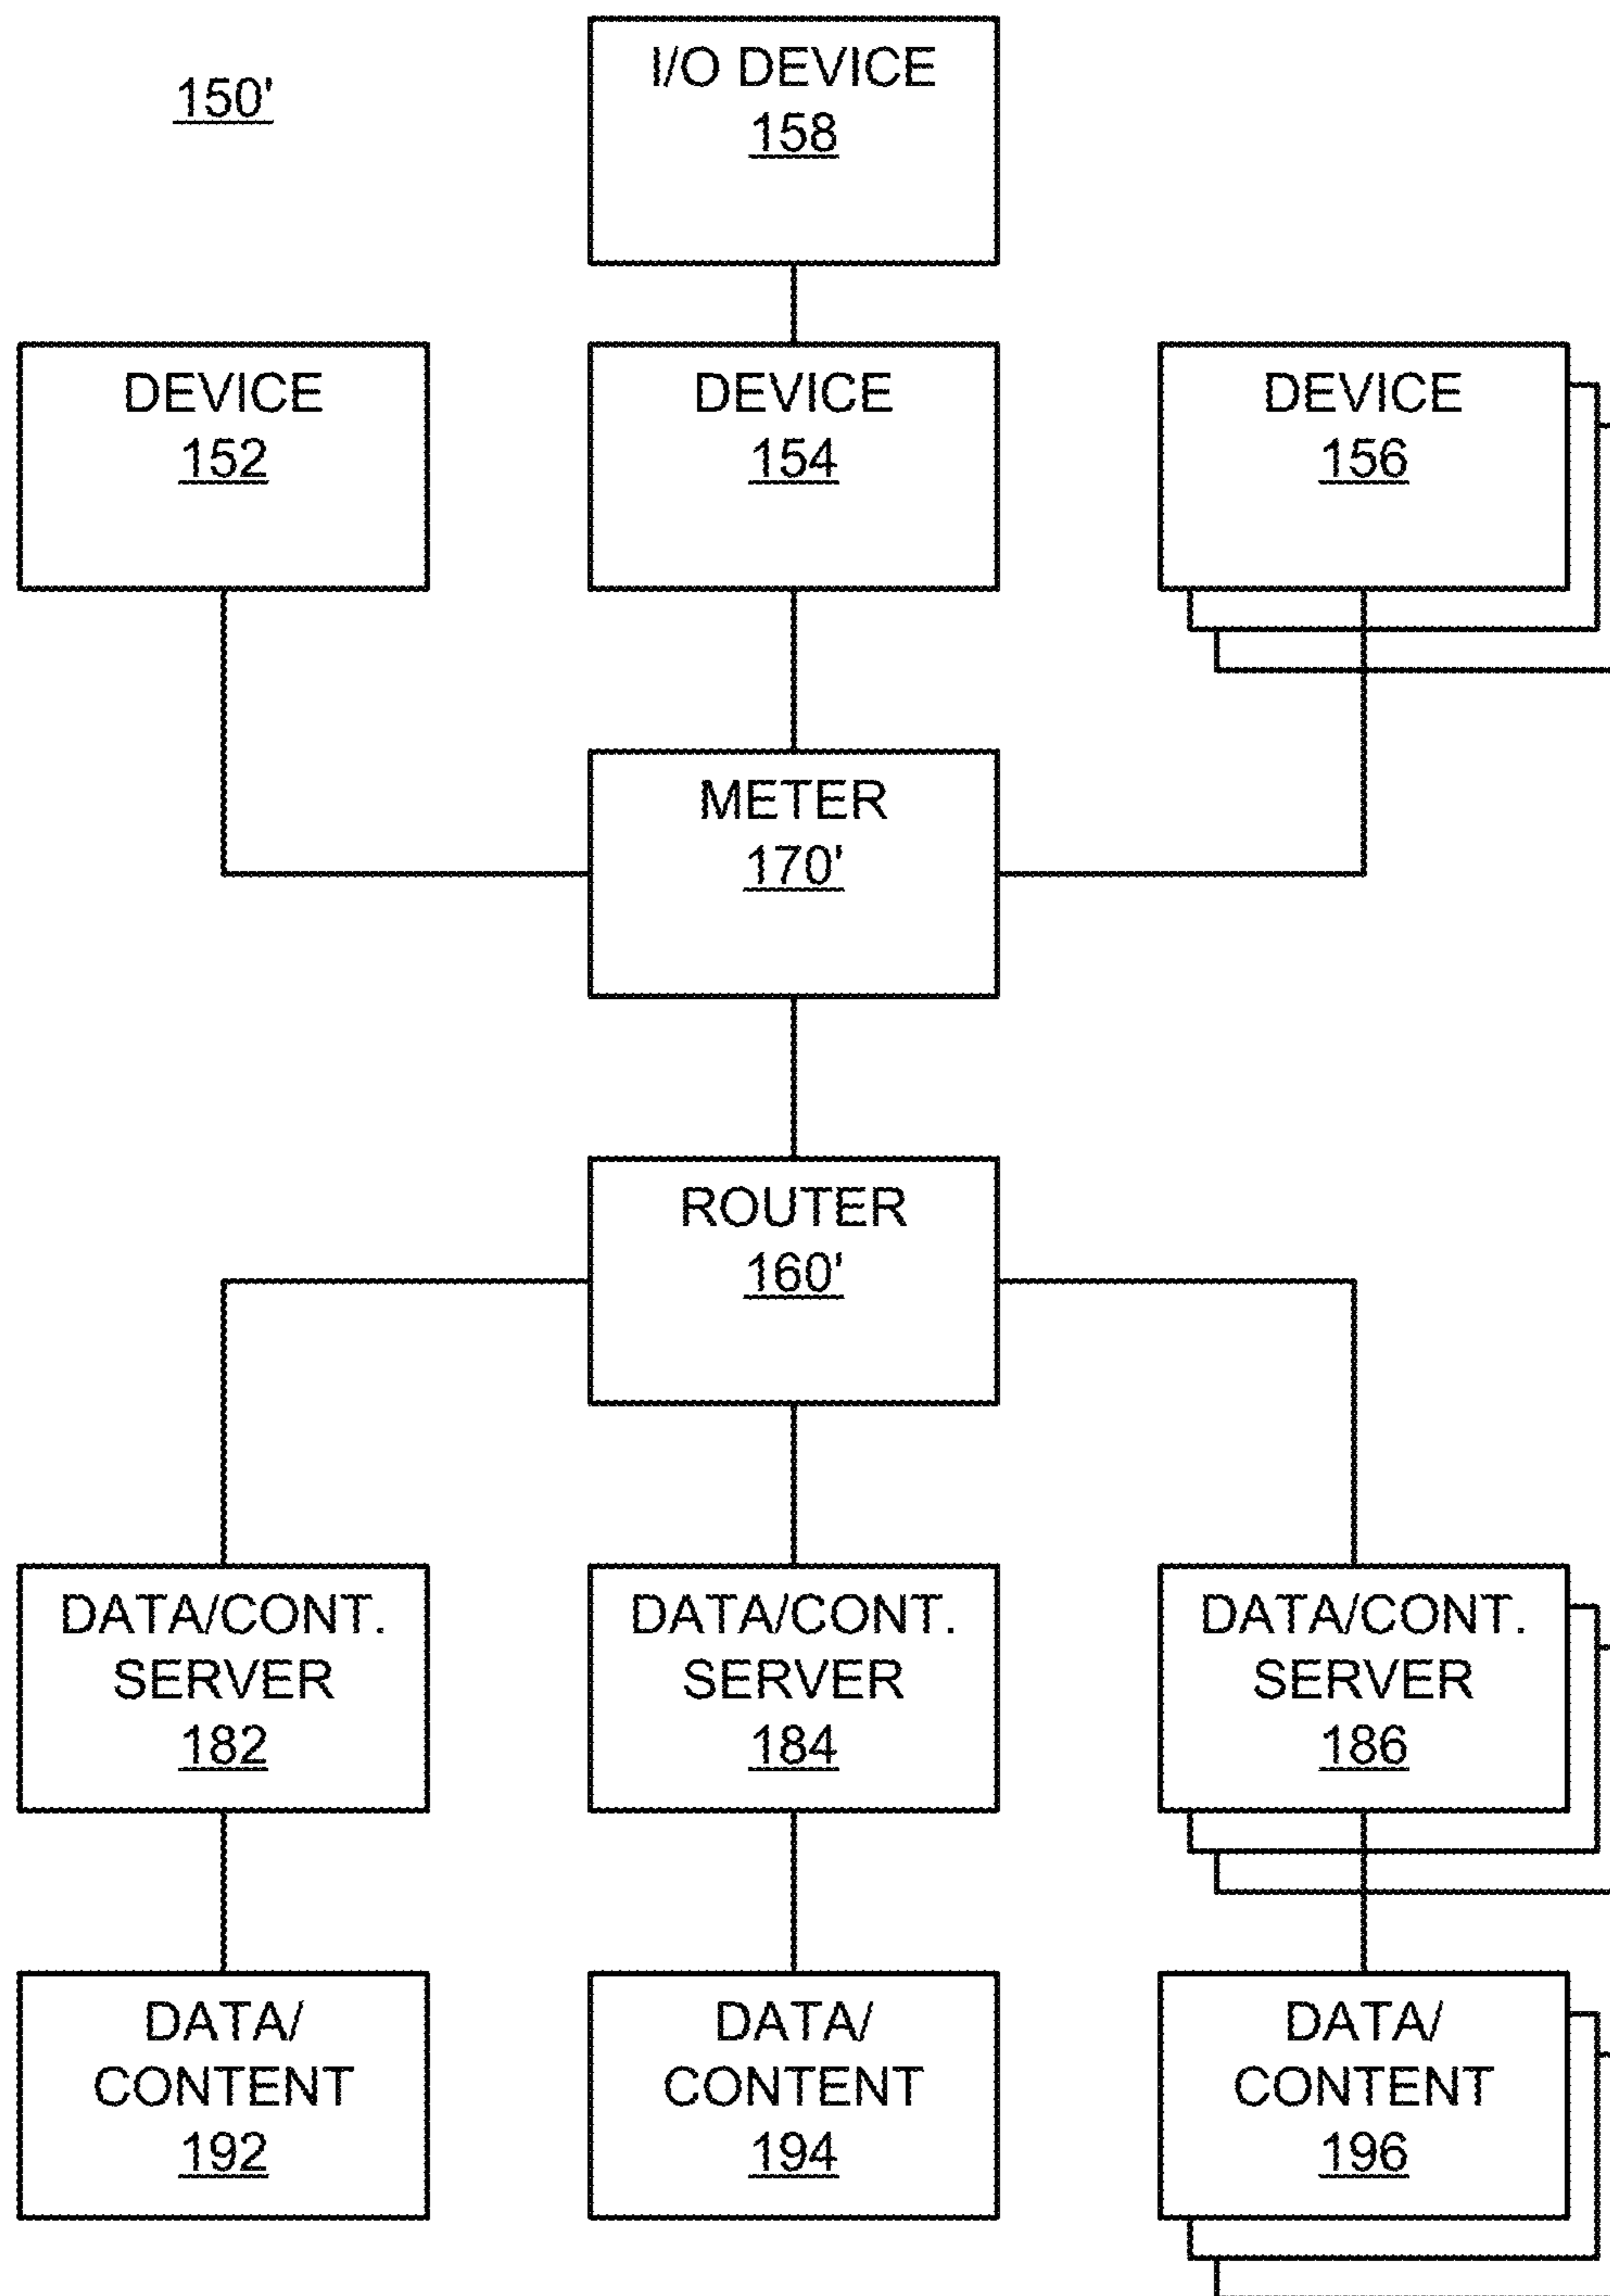 150'
I/O DEVICE
158
DEVICE
152
DEVICE
154
DEVICE
156
METER
170'
ROUTER
160'
DATA/CONT.
SERVER
182
DATA/CONT.
SERVER
184
DATA/CONT.
SERVER
186
DATA/
CONTENT
192
DATA/
CONTENT
194
DATA/
CONTENT
196